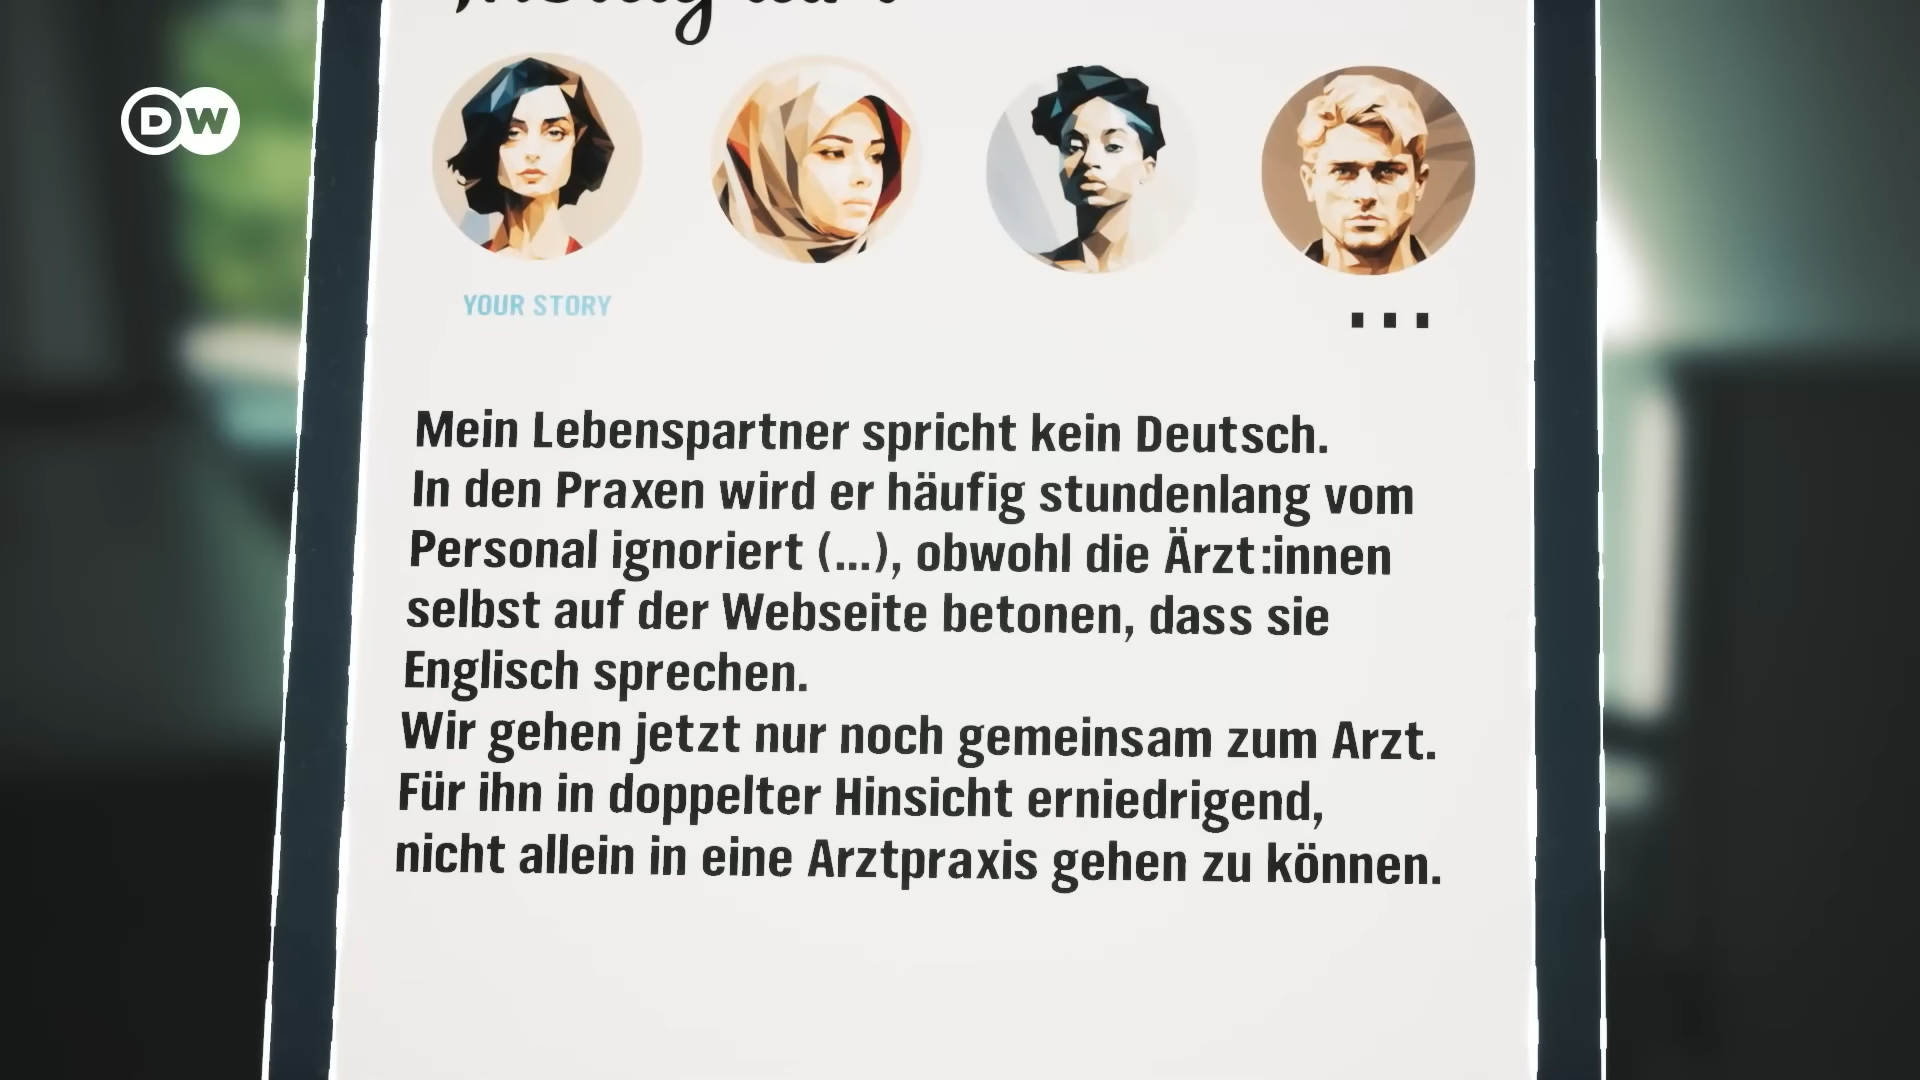 DW
YOUR STORY
...
Mein Lebenspartner spricht kein Deutsch.
In den Praxen wird er häufig stundenlang vom
Personal ignoriert (...), obwohl die Ärzt:innen
selbst auf der Webseite betonen, dass sie
Englisch sprechen.
Wir gehen jetzt nur noch gemeinsam zum Arzt.
Für ihn in doppelter Hinsicht erniedrigend,
nicht allein in eine Arztpraxis gehen zu können.